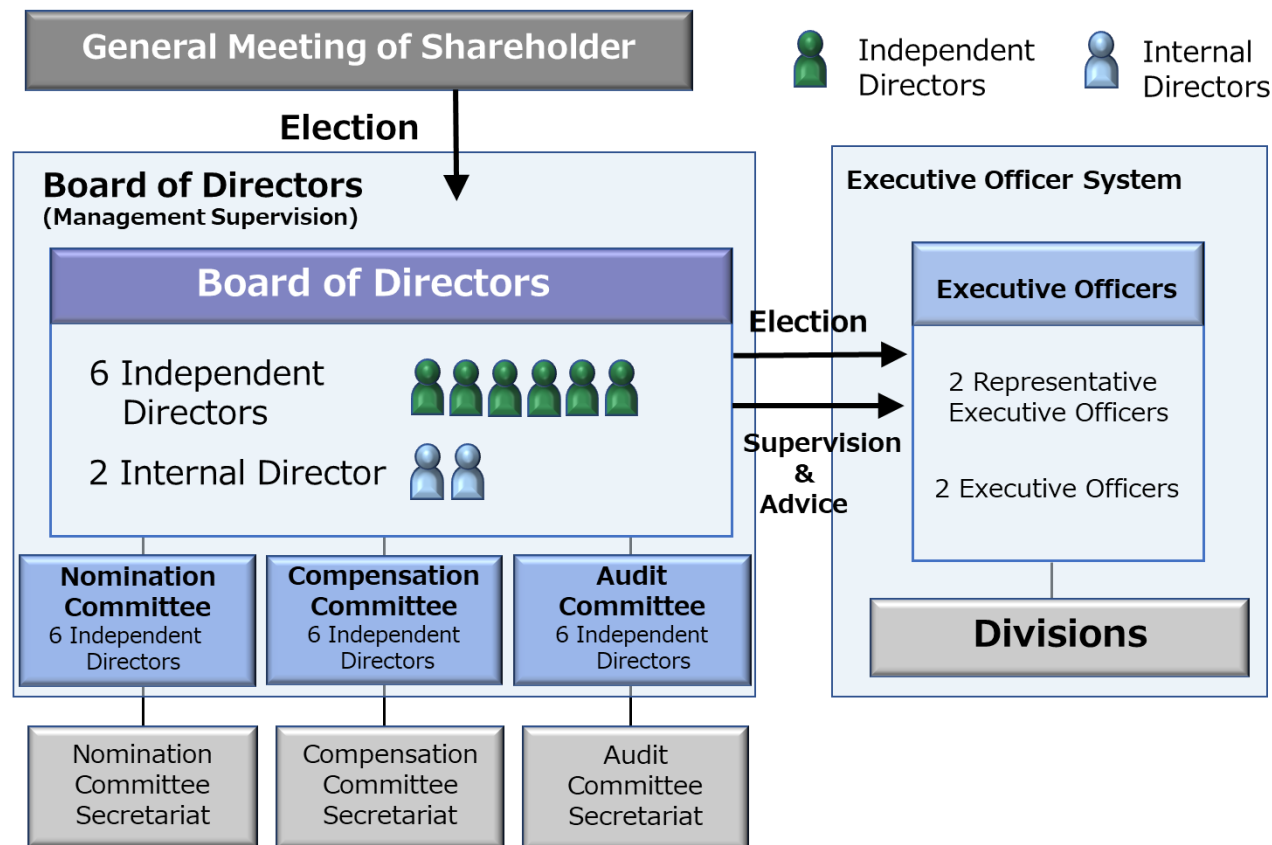 General Meeting of Shareholder
Independent
Directors
Internal
Directors
Election
Board of Directors
(Management Supervision)
Board of Directors
6 Independent
Directors
2 Internal Director
Election
Supervision
&
Advice
Executive Officer System
Executive Officers
2 Representative
Executive Officers
2 Executive Officers
Divisions
Nomination
Committee
6 Independent
Directors
Compensation
Committee
6 Independent
Directors
Audit
Committee
6 Independent
Directors
Nomination
Committee
Secretariat
Compensation
Committee
Secretariat
Audit
Committee
Secretariat